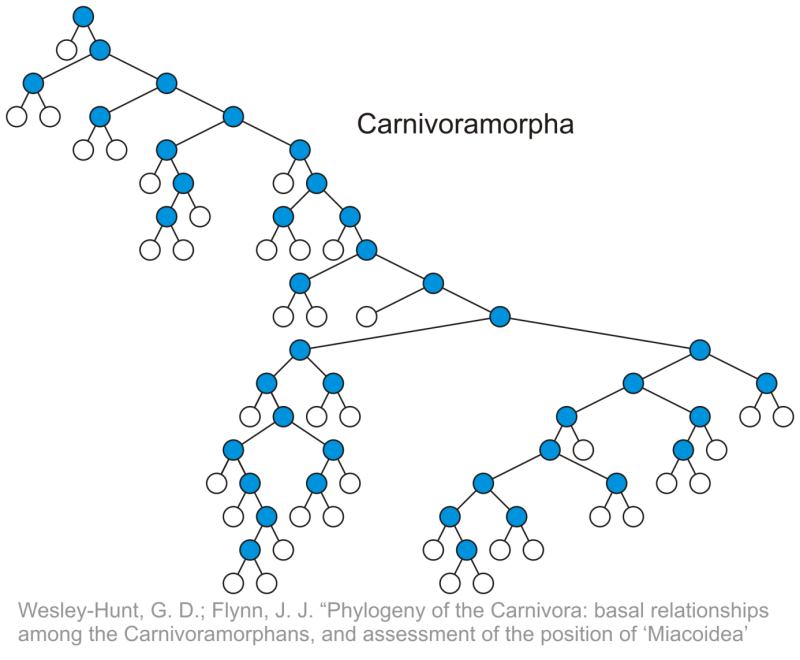 Carnivoramorpha
Wesley-Hunt, G. D.; Flynn, J. J. “Phylogeny of the Carnivora: basal relationships
among the Carnivoramorphans, and assessment of the position of ‘Miacoidea’